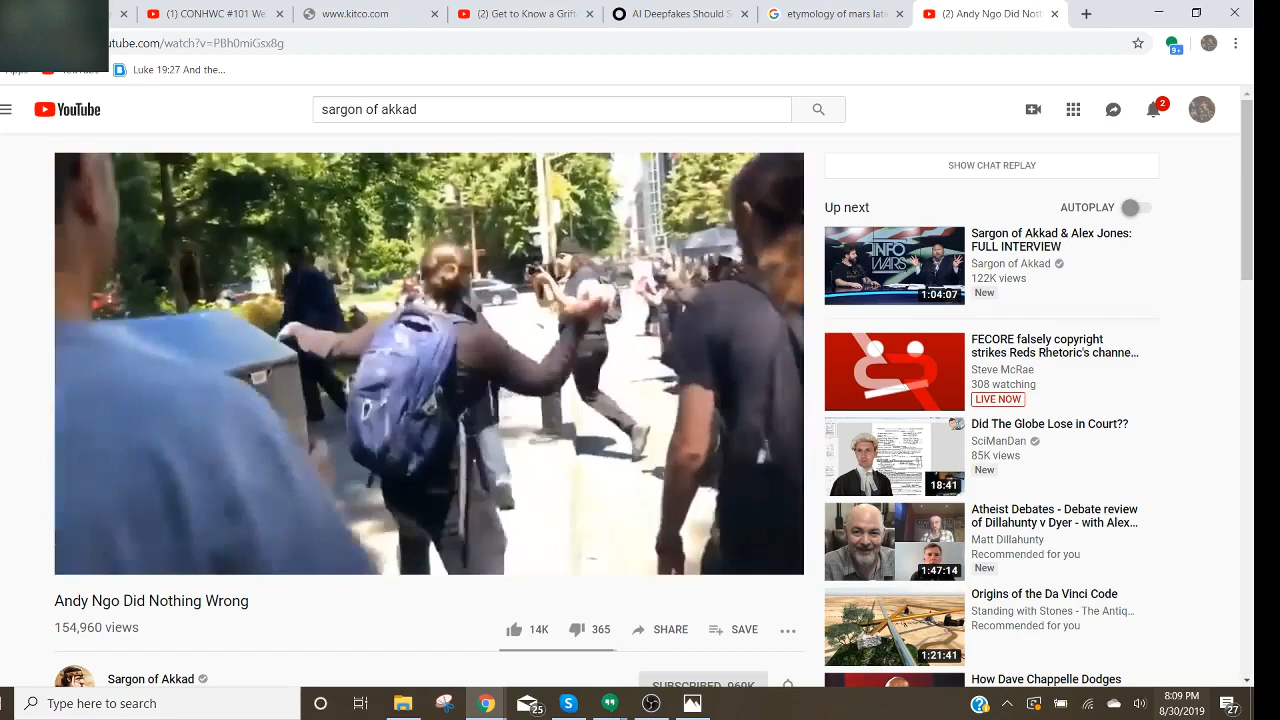 (1) CONHWC #101 We
www.kitco.com
(2) Get to Know a Grift
AI Deepfakes Should S
etymology of mars lati
(2) Andy Ngo Did Noth
utube.com/watch?v=PBh0miGsx8g
9+
Luke 19:27 And the...
YouTube
sargon of akkad
2
SHOW CHAT REPLAY
Up next
AUTOPLAY
INFO
WARS
1:04:07
Sargon of Akkad & Alex Jones:
FULL INTERVIEW
Sargon of Akkad
122K views
New
FECORE falsely copyright
strikes Reds Rhetoric's channe...
Steve McRae
308 watching
LIVE NOW
18:41
Did The Globe Lose in Court??
SciManDan
85K views
New
1:47:14
Atheist Debates - Debate review
of Dillahunty v Dyer - with Alex...
Matt Dillahunty
Recommended for you
New
1:21:41
Origins of the Da Vinci Code
Standing with Stones - The Antiq...
Recommended for you
How Dave Chappelle Dodges
Andy Ngo Did Nothing Wrong
154,960 views
14K
365
SHARE
SAVE
Sargon of Akkad
SUBSCRIBED
Type here to search
25
8:09 PM
8/30/2019
27